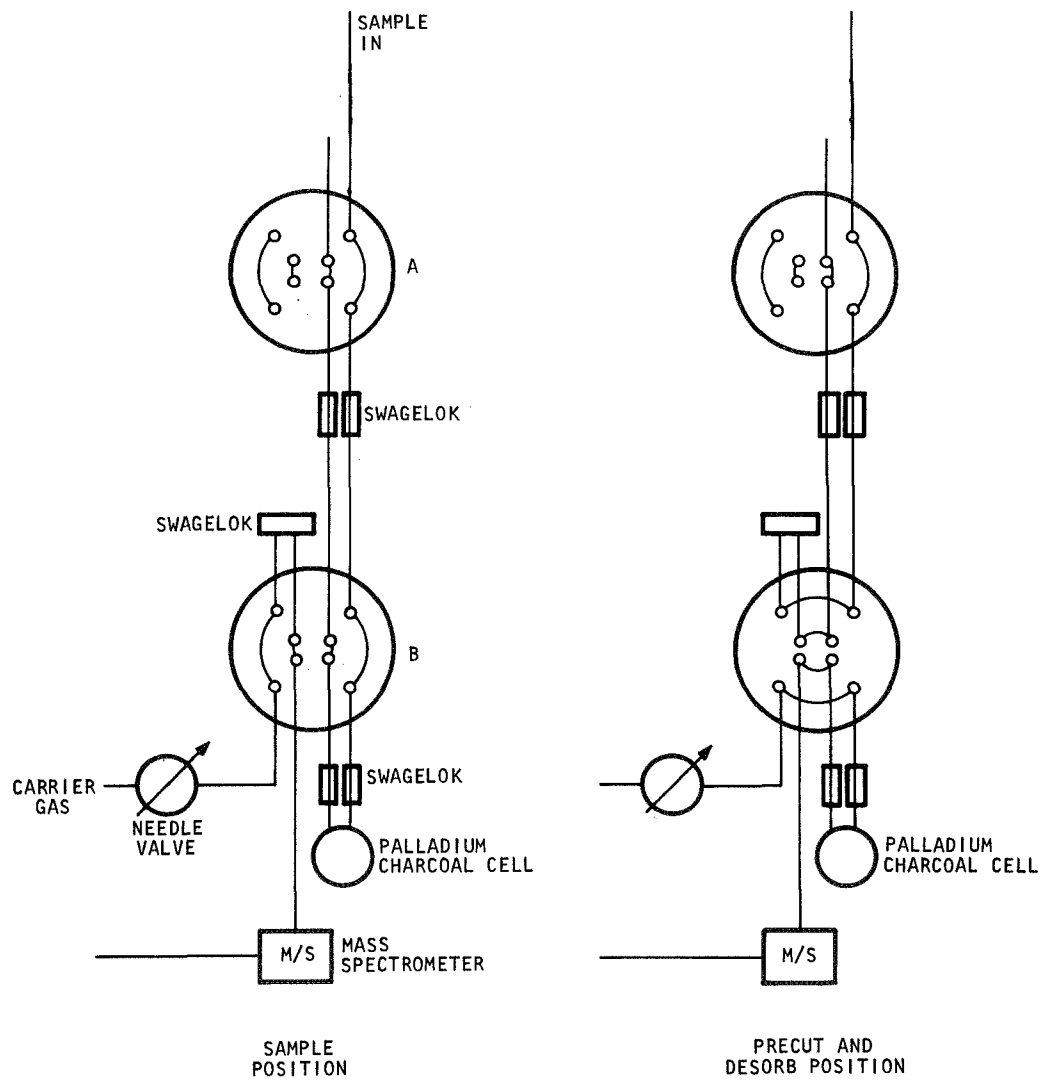 SAMPLE
IN
A
SWAGELOK
SWAGELOK
B
CARRIER
GAS
NEEDLE
VALVE
SWAGELOK
PALLADIUM
CHARCOAL CELL
M/S
MASS
SPECTROMETER
SAMPLE
POSITION
PALLADIUM
CHARCOAL CELL
M/S
PRECUT AND
DESORB POSITION